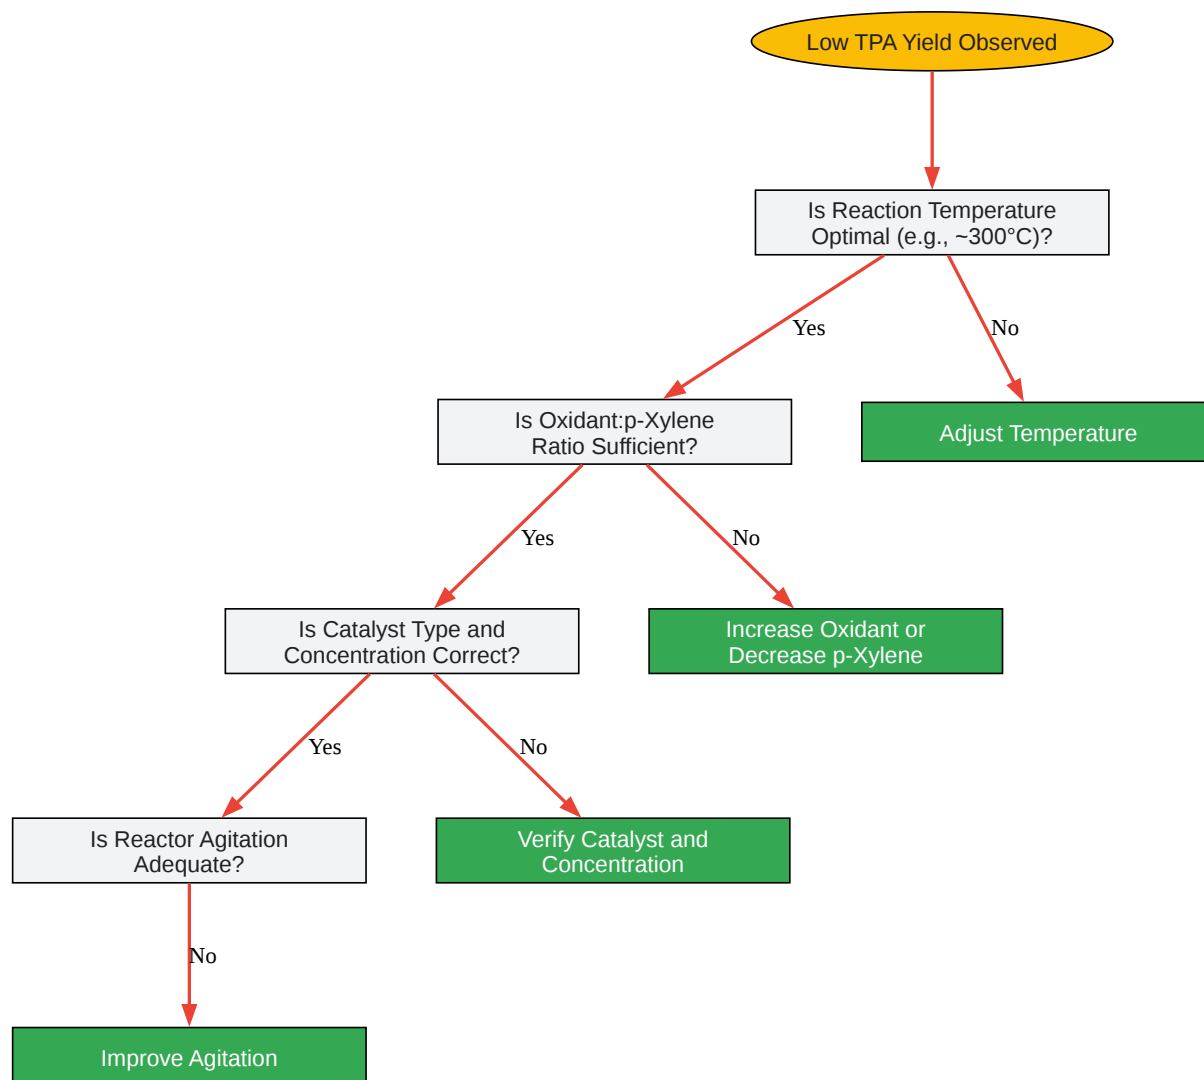 Low TPA Yield Observed
Is Reaction Temperature
Optimal (e.g., ~300°C)?
Yes
No
Is Oxidant:p-Xylene
Ratio Sufficient?
Adjust Temperature
Yes
No
Is Catalyst Type and
Concentration Correct?
Increase Oxidant or
Decrease p-Xylene
Yes
No
Is Reactor Agitation
Adequate?
Verify Catalyst and
Concentration
No
Improve Agitation